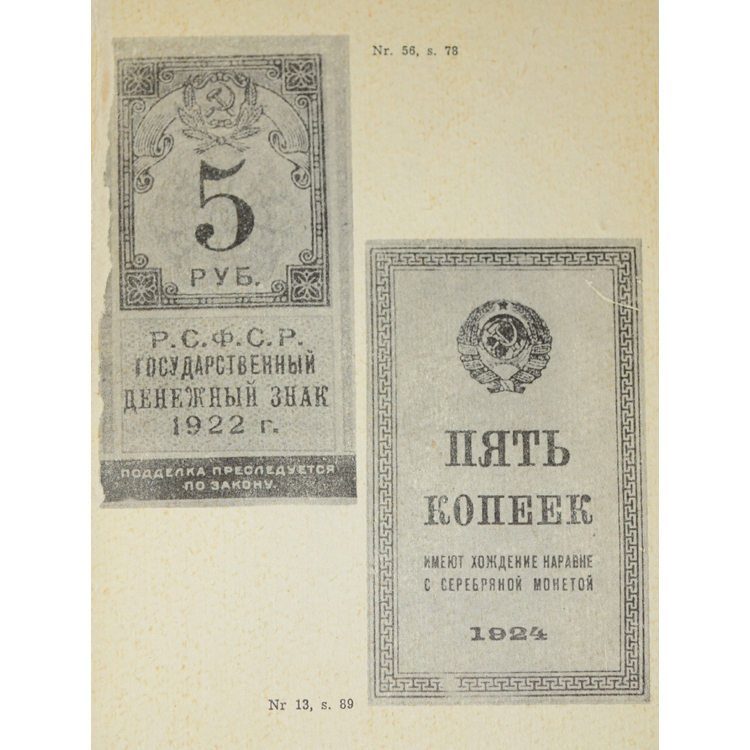 Nr. 56, s. 78
5
РУБ.
Р.С.Ф.С.Р.
ГОСУДАРСТВЕННЫЙ
ДЕНЕЖНЫЙ ЗНАК
1922 г.
ПОДДЕЛКА ПРЕСЛЕДУЕТСЯ
ПО ЗАКОНУ.
ПЯТЬ
КОПЕЕК
ИМЕЮТ ХОЖДЕНИЕ НАРАВНЕ
С СЕРЕБРЯНОЙ МОНЕТОЙ
1924
Nr 13, s. 89